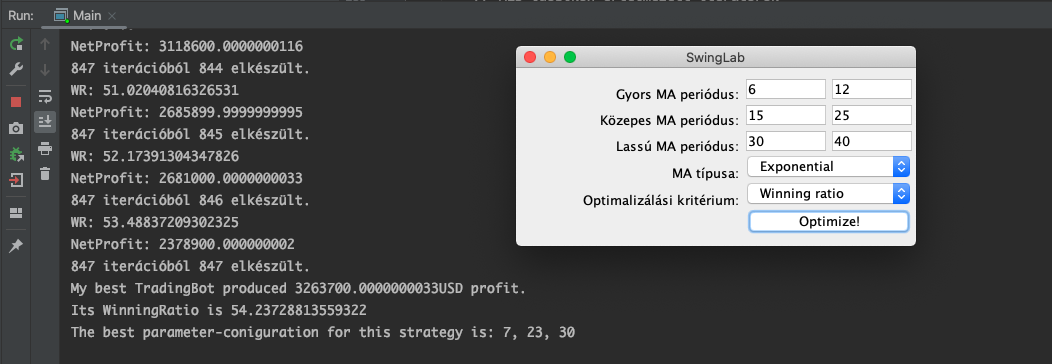 Run:
Main
NetProfit: 3118600.0000000116
847 iterációból 844 elkészült.
WR: 51.02040816326531
NetProfit: 2685899.9999999995
847 iterációból 845 elkészült.
WR: 52.17391304347826
NetProfit: 2681000.0000000033
847 iterációból 846 elkészült.
WR: 53.48837209302325
NetProfit: 2378900.000000002
847 iterációból 847 elkészült.
My best TradingBot produced 3263700.0000000033USD profit.
Its WinningRatio is 54.23728813559322
The best parameter-coniguration for this strategy is: 7, 23, 30
SwingLab
Gyors MA periódus: 6 12
Közepes MA periódus: 15 25
Lassú MA periódus: 30 40
MA típusa: Exponential
Optimalizálási kritérium: Winning ratio
Optimize!